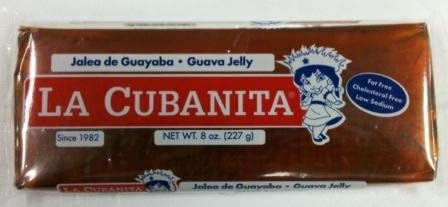 Jalea de Guayaba • Guava Jelly
LA CUBANITA®
Fat Free
Cholesterol Free
Low Sodium
Since 1982
NET WT. 8 oz. (227 g)
LA CUBANITA
Jalea de Guayaba • Guava Jelly